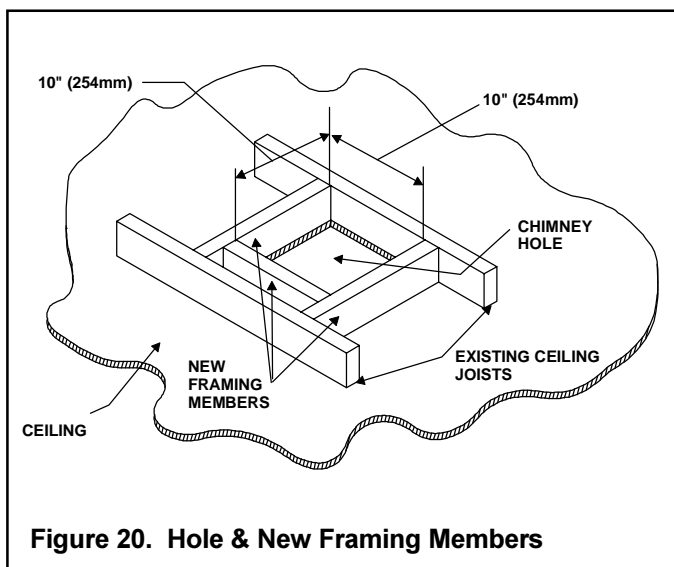 10" (254mm)
10" (254mm)
CHIMNEY
HOLE
NEW
FRAMING
MEMBERS
EXISTING CEILING
JOISTS
CEILING
Figure 20.  Hole & New Framing Members